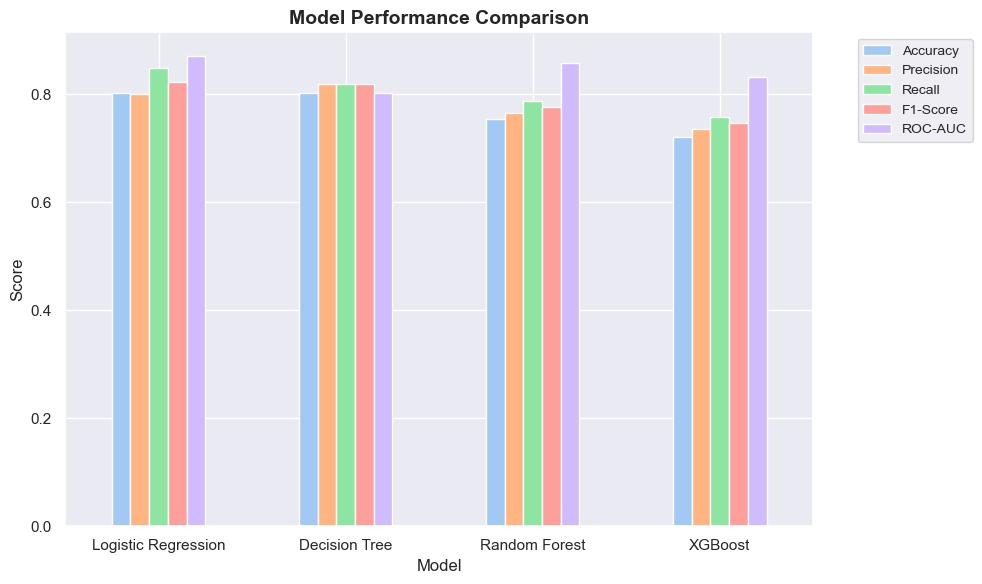 Model Performance Comparison
Accuracy
Precision
Recall
F1-Score
ROC-AUC
Score
0.8
0.6
0.4
0.2
0.0
Logistic Regression
Decision Tree
Random Forest
XGBoost
Model